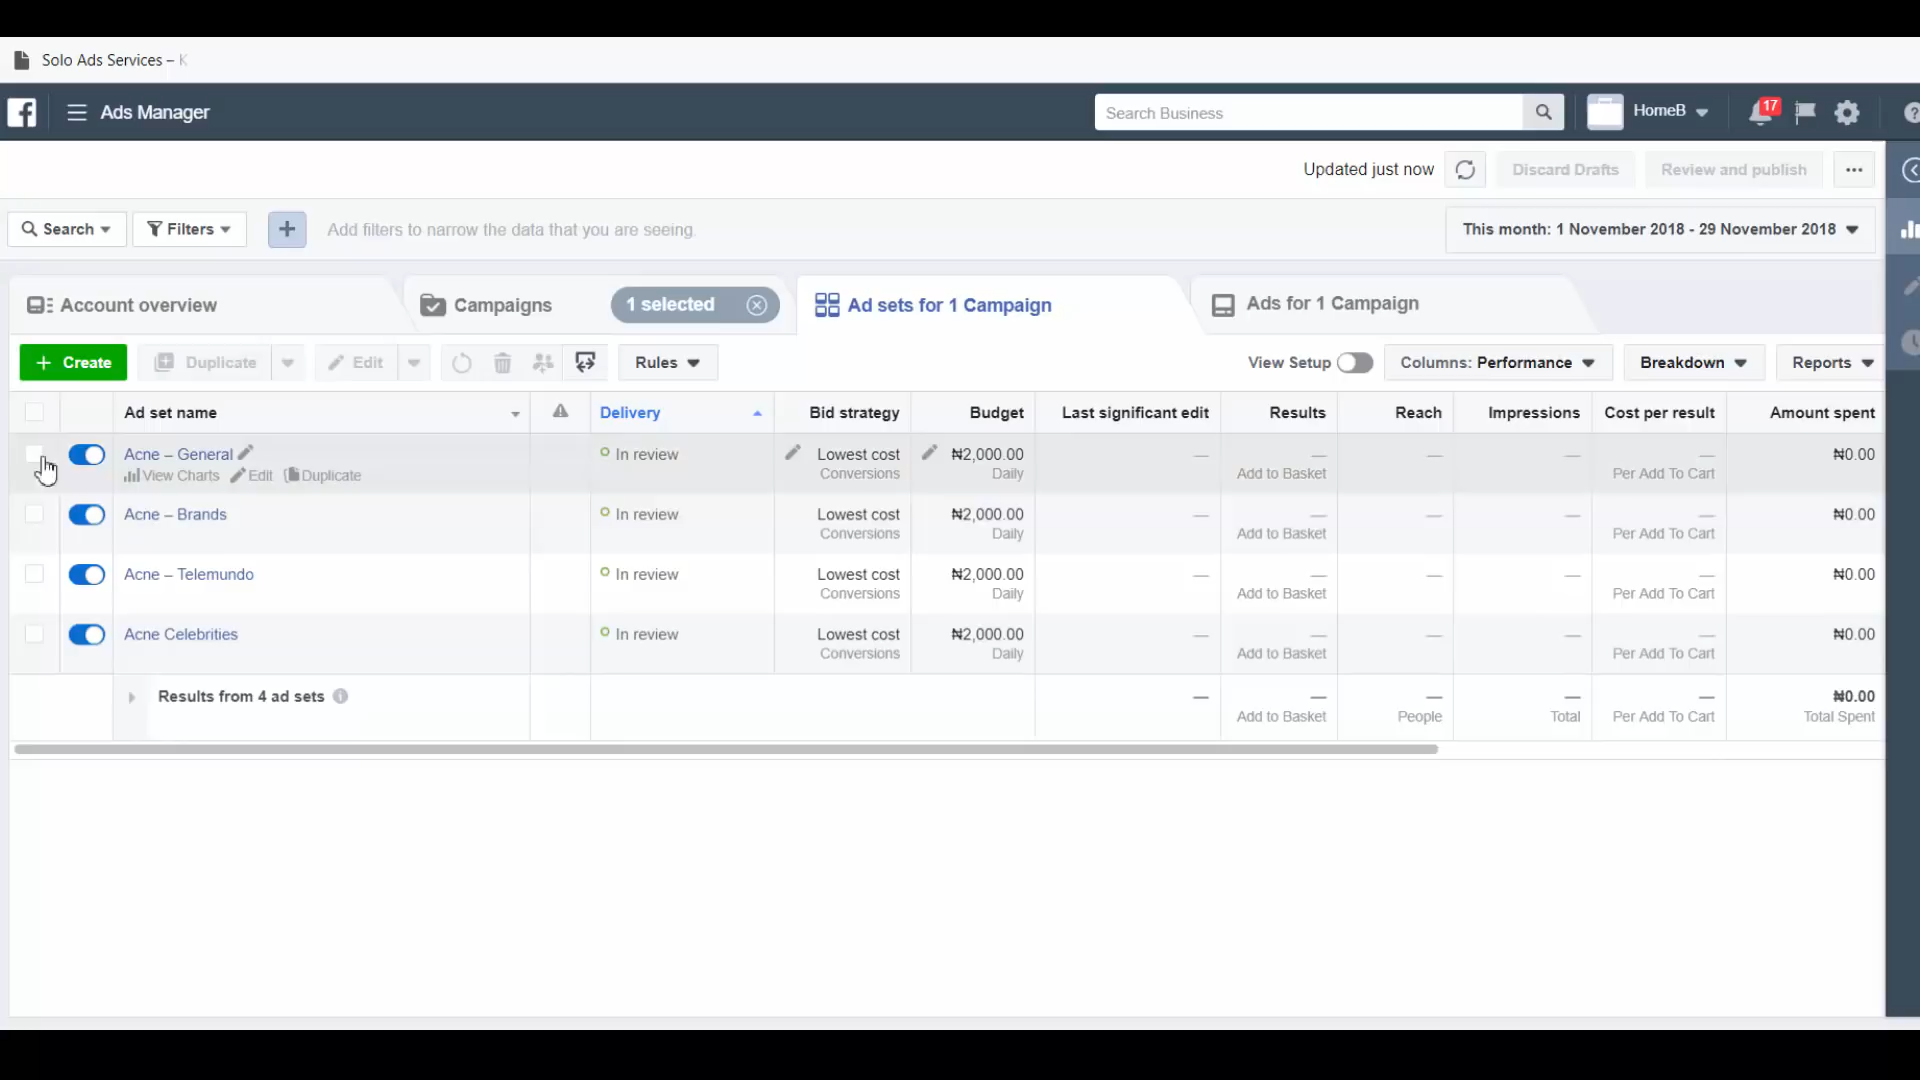 Solo Ads Services – K
Ads Manager
Search Business
HomeB
17
Updated just now
Discard Drafts
Review and publish
Search
Filters
Add filters to narrow the data that you are seeing.
This month: 1 November 2018 - 29 November 2018
Account overview
Campaigns
1 selected
Ad sets for 1 Campaign
Ads for 1 Campaign
+ Create
Duplicate
Edit
Rules
View Setup
Columns: Performance
Breakdown
Reports
Ad set name Delivery Bid strategy Budget Last significant edit Results Reach Impressions Cost per result Amount spent
Acne – General In review Lowest cost ₦2,000.00 — — — — — ₦0.00
View Charts Edit Duplicate Conversions Daily Add to Basket Per Add To Cart
Acne – Brands In review Lowest cost ₦2,000.00 — — — — — ₦0.00
Conversions Daily Add to Basket Per Add To Cart
Acne – Telemundo In review Lowest cost ₦2,000.00 — — — — — ₦0.00
Conversions Daily Add to Basket Per Add To Cart
Acne Celebrities In review Lowest cost ₦2,000.00 — — — — — ₦0.00
Conversions Daily Add to Basket Per Add To Cart
Results from 4 ad sets — — — — — ₦0.00
Add to Basket People Total Per Add To Cart Total Spent